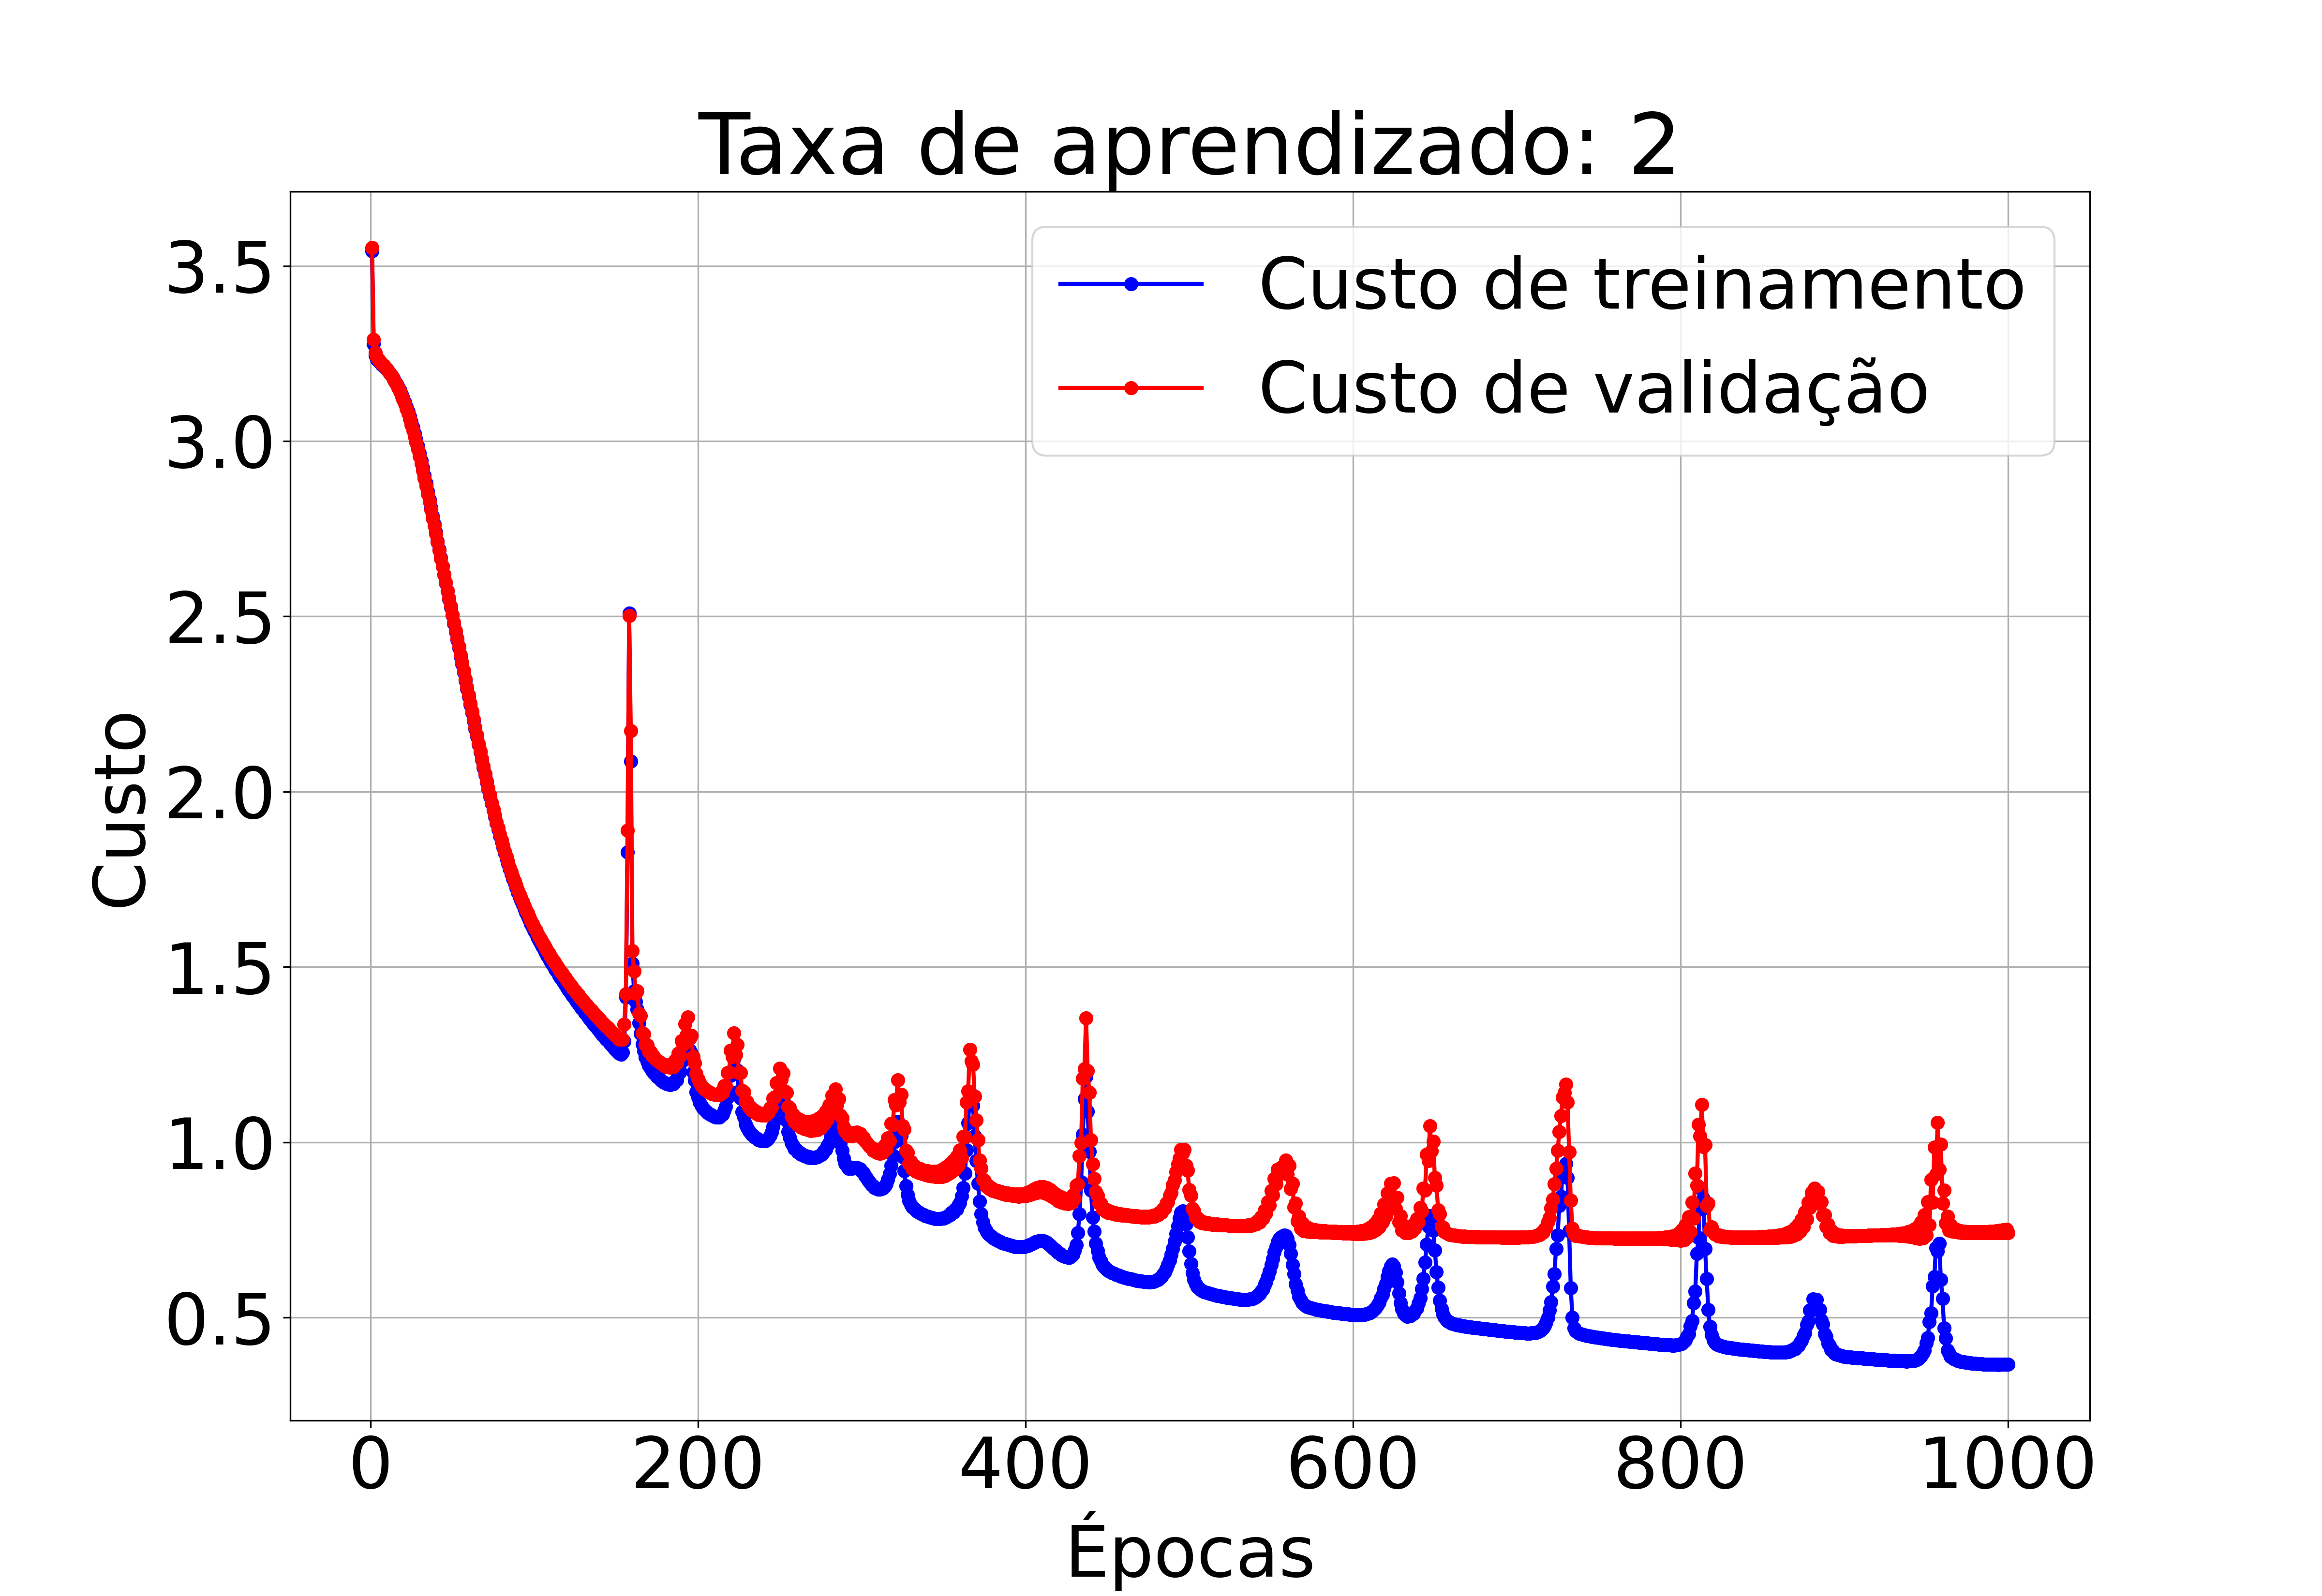 Taxa de aprendizado: 2
Custo de treinamento
Custo de validação
3.5
3.0
2.5
2.0
1.5
1.0
0.5
Custo
0 200 400 600 800 1000
Épocas